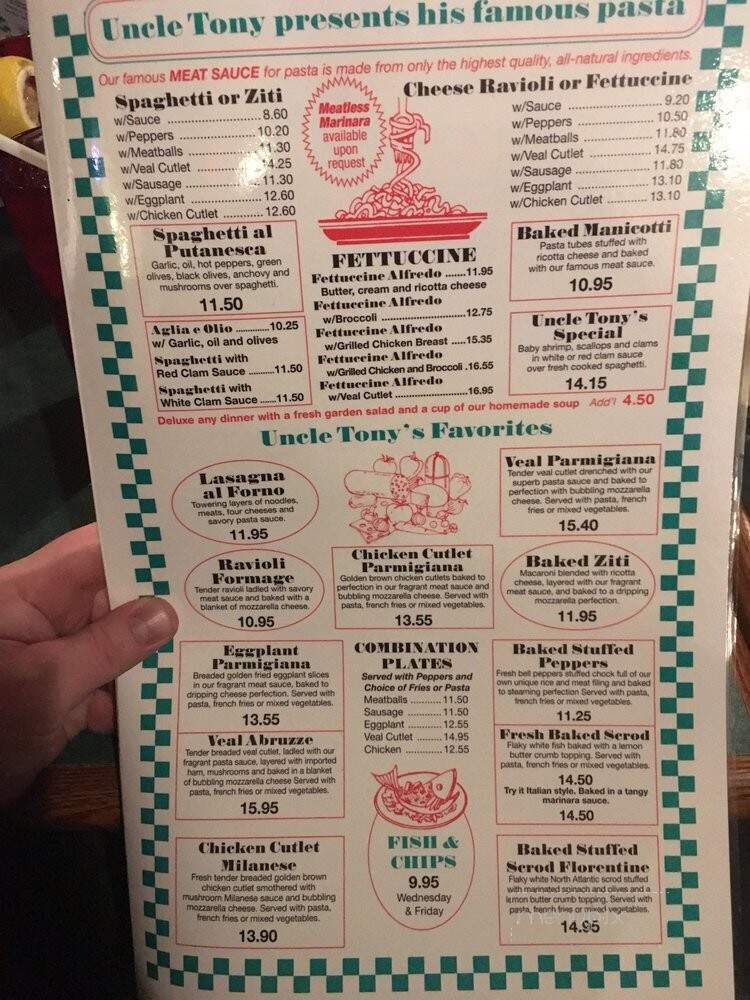 Uncle Tony presents his famous pasta
Our famous MEAT SAUCE for pasta is made from only the highest quality, all-natural ingredients.
Spaghetti or Ziti
w/Sauce 8.60
w/Peppers 10.20
w/Meatballs 11.30
w/Veal Cutlet 14.25
w/Sausage 11.30
w/Eggplant 12.60
w/Chicken Cutlet 12.60
Meatless
Marinara
available
upon
request
Cheese Ravioli or Fettuccine
w/Sauce 9.20
w/Peppers 10.50
w/Meatballs 11.80
w/Veal Cutlet 14.75
w/Sausage 11.80
w/Eggplant 13.10
w/Chicken Cutlet 13.10
Spaghetti al
Putanesca
Garlic, oil, hot peppers, green
olives, black olives, anchovy and
mushrooms over spaghetti.
11.50
Aglia e Olio 10.25
w/ Garlic, oil and olives
Spaghetti with
Red Clam Sauce 11.50
Spaghetti with
White Clam Sauce 11.50
FETTUCCINE
Fettuccine Alfredo 11.95
Butter, cream and ricotta cheese
Fettuccine Alfredo
w/Broccoli 12.75
Fettuccine Alfredo
w/Grilled Chicken Breast 15.35
Fettuccine Alfredo
w/Grilled Chicken and Broccoli 16.55
Fettuccine Alfredo
w/Veal Cutlet 16.95
Baked Manicotti
Pasta tubes stuffed with
ricotta cheese and baked
with our famous meat sauce.
10.95
Uncle Tony's
Special
Baby shrimp, scallops and clams
in white or red clam sauce
over fresh cooked spaghetti.
14.15
Deluxe any dinner with a fresh garden salad and a cup of our homemade soup Add'l 4.50
Uncle Tony's Favorites
Lasagna
al Forno
Towering layers of noodles,
meats, four cheeses and
savory pasta sauce.
11.95
Veal Parmigiana
Tender veal cutlet drenched with our
superb pasta sauce and baked to
perfection with bubbling mozzarella
cheese. Served with pasta, french
fries or mixed vegetables.
15.40
Ravioli
Formage
Tender ravioli ladled with savory
meat sauce and baked with a
blanket of mozzarella cheese.
10.95
Chicken Cutlet
Parmigiana
Golden brown chicken cutlets baked to
perfection in our fragrant meat sauce and
bubbling mozzarella cheese. Served with
pasta, french fries or mixed vegetables.
13.55
Baked Ziti
Macaroni blended with ricotta
cheese, layered with our fragrant
meat sauce, and baked to a dripping
mozzarella perfection.
11.95
Eggplant
Parmigiana
Breaded golden fried eggplant slices
in our fragrant meat sauce, baked to
dripping cheese perfection. Served with
pasta, french fries or mixed vegetables.
13.55
Veal Abruzze
Tender breaded veal cutlet, ladled with our
fragrant pasta sauce, layered with imported
ham, mushrooms and baked in a blanket
of bubbling mozzarella cheese Served with
pasta, french fries or mixed vegetables.
15.95
COMBINATION
PLATES
Served with Peppers and
Choice of Fries or Pasta
Meatballs 11.50
Sausage 11.50
Eggplant 12.55
Veal Cutlet 14.95
Chicken 12.55
Baked Stuffed
Peppers
Fresh bell peppers stuffed chock full of our
own unique rice and meat filing and baked
to steaming perfection Served with pasta,
french fries or mixed vegetables.
11.25
Fresh Baked Scrod
Flaky white fish baked with a lemon
butter crumb topping. Served with
pasta, french fries or mixed vegetables.
14.50
Try it Italian style. Baked in a tangy
marinara sauce.
14.50
Chicken Cutlet
Milanese
Fresh tender breaded golden brown
chicken cutlet smothered with
mushroom Milanese sauce and bubbling
mozzarella cheese. Served with pasta,
french fries or mixed vegetables.
13.90
FISH &
CHIPS
9.95
Wednesday
& Friday
Baked Stuffed
Scrod Florentine
Flaky white North Atlantic scrod stuffed
with marinated spinach and olives and a
lemon butter crumb topping. Served with
pasta, french fries or mixed vegetables.
14.95